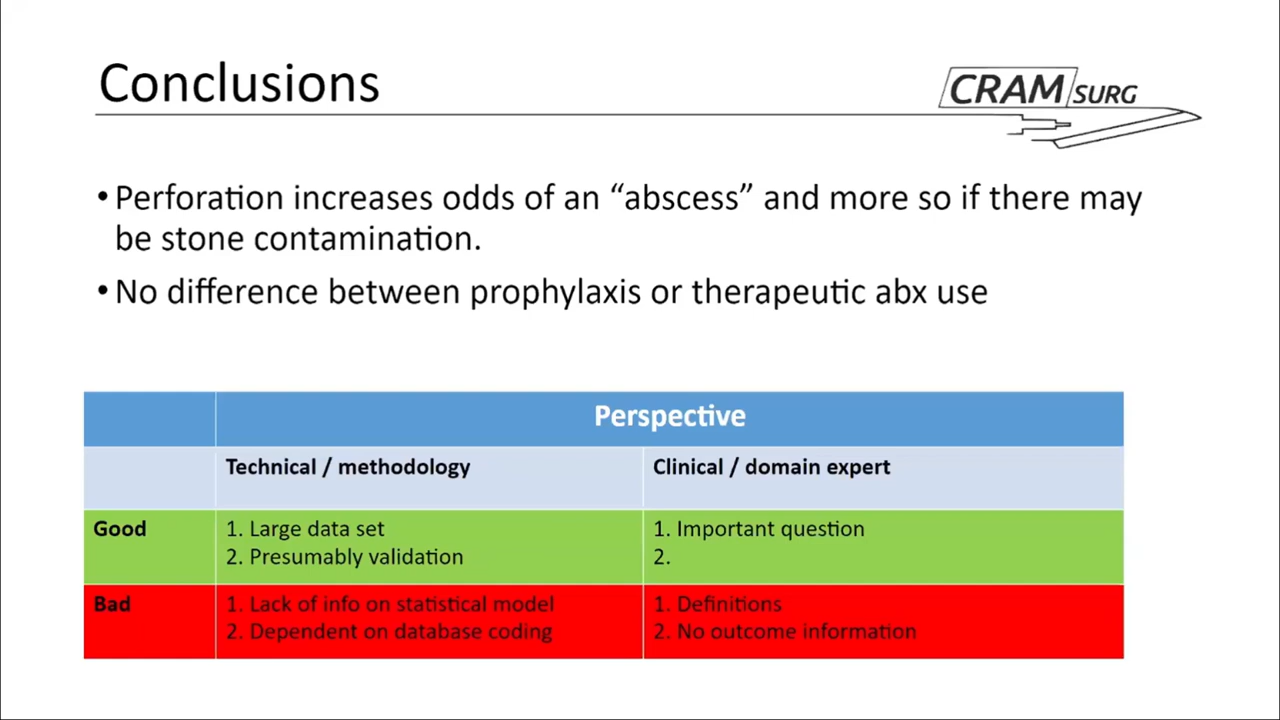 Conclusions
CRAM SURG
• Perforation increases odds of an “abscess” and more so if there may
be stone contamination.
• No difference between prophylaxis or therapeutic abx use
Perspective
Technical / methodology
Clinical / domain expert
Good
1. Large data set
2. Presumably validation
1. Important question
2.
Bad
1. Lack of info on statistical model
2. Dependent on database coding
1. Definitions
2. No outcome information